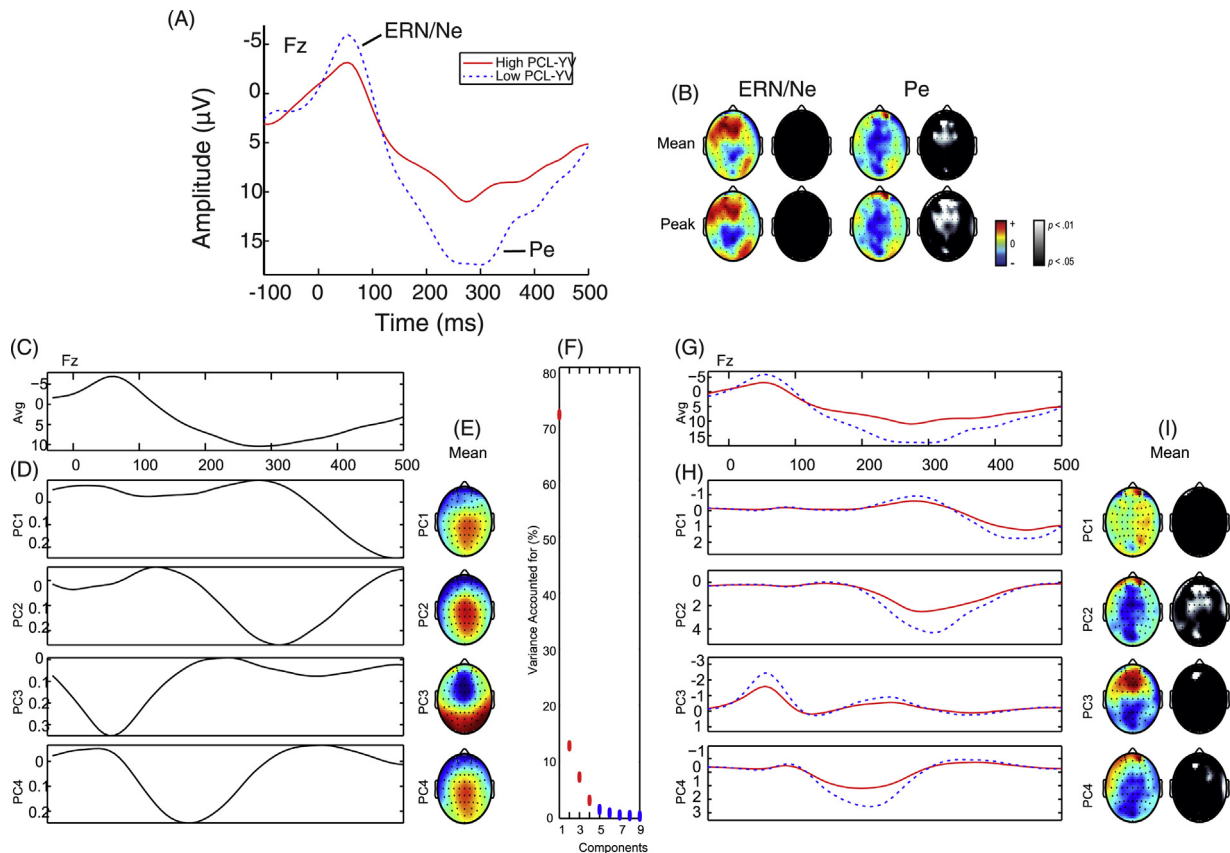 (A)
Fz
ERN/Ne
High PCL-YV
Low PCL-YV
Pe
Amplitude (µV)
-5
0
5
10
15
-100 0 100 200 300 400 500
Time (ms)
(B)
ERN/Ne Pe
Mean
Peak
+
0
-
p < .01
p < .05
(C)
Fz
Avg
−5
0
5
10
0 100 200 300 400 500
(D)
PC1
0
0.1
0.2
PC2
0
0.1
0.2
PC3
0
0.1
0.2
0.3
PC4
0
0.1
0.2
(E)
Mean
PC1
PC2
PC3
PC4
(F)
Variance Accounted for (%)
80
70
60
50
40
30
20
10
0
1 3 5 7 9
Components
(G)
Fz
Avg
−5
0
5
10
15
0 100 200 300 400 500
(H)
PC1
-1
0
1
2
PC2
0
2
4
PC3
-3
-2
-1
0
1
PC4
-1
0
1
2
3
(I)
Mean
PC1
PC2
PC3
PC4